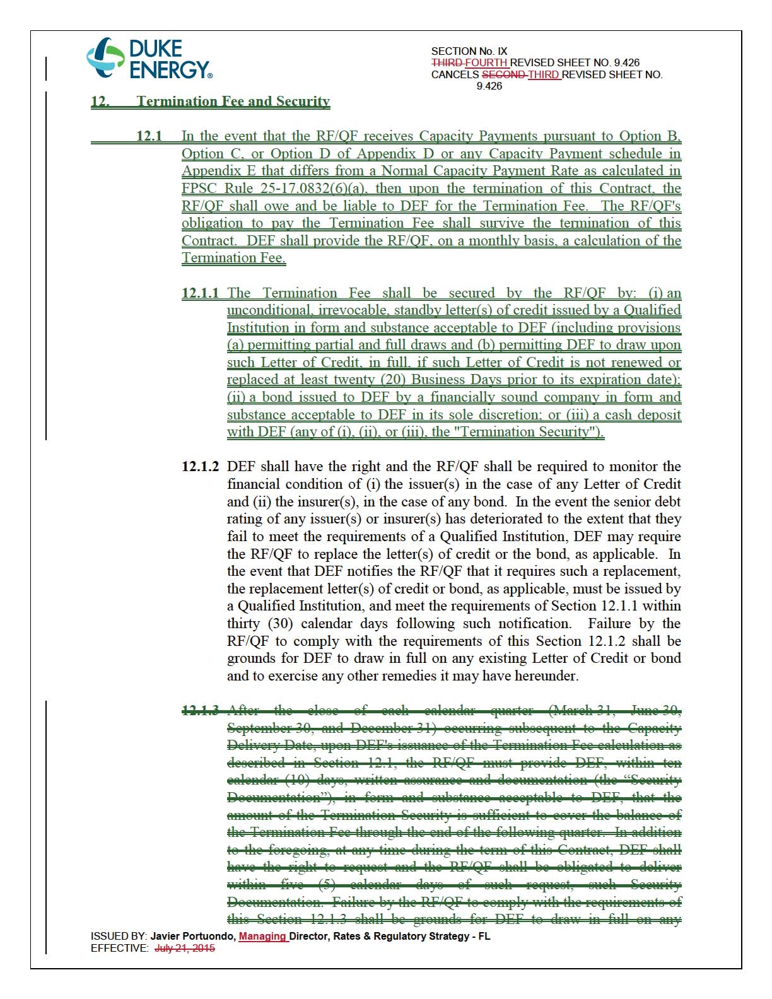 DUKE
ENERGY®
SECTION No. IX
THIRD FOURTH REVISED SHEET NO. 9.426
CANCELS SECOND THIRD REVISED SHEET NO.
9.426
12. Termination Fee and Security
12.1 In the event that the RF/QF receives Capacity Payments pursuant to Option B,
Option C, or Option D of Appendix D or any Capacity Payment schedule in
Appendix E that differs from a Normal Capacity Payment Rate as calculated in
FPSC Rule 25-17.0832(6)(a), then upon the termination of this Contract, the
RF/QF shall owe and be liable to DEF for the Termination Fee. The RF/QF's
obligation to pay the Termination Fee shall survive the termination of this
Contract. DEF shall provide the RF/QF, on a monthly basis, a calculation of the
Termination Fee.
12.1.1 The Termination Fee shall be secured by the RF/QF by: (i) an
unconditional, irrevocable, standby letter(s) of credit issued by a Qualified
Institution in form and substance acceptable to DEF (including provisions
(a) permitting partial and full draws and (b) permitting DEF to draw upon
such Letter of Credit, in full, if such Letter of Credit is not renewed or
replaced at least twenty (20) Business Days prior to its expiration date);
(ii) a bond issued to DEF by a financially sound company in form and
substance acceptable to DEF in its sole discretion; or (iii) a cash deposit
with DEF (any of (i), (ii), or (iii), the "Termination Security").
12.1.2 DEF shall have the right and the RF/QF shall be required to monitor the
financial condition of (i) the issuer(s) in the case of any Letter of Credit
and (ii) the insurer(s), in the case of any bond. In the event the senior debt
rating of any issuer(s) or insurer(s) has deteriorated to the extent that they
fail to meet the requirements of a Qualified Institution, DEF may require
the RF/QF to replace the letter(s) of credit or the bond, as applicable. In
the event that DEF notifies the RF/QF that it requires such a replacement,
the replacement letter(s) of credit or bond, as applicable, must be issued by
a Qualified Institution, and meet the requirements of Section 12.1.1 within
thirty (30) calendar days following such notification. Failure by the
RF/QF to comply with the requirements of this Section 12.1.2 shall be
grounds for DEF to draw in full on any existing Letter of Credit or bond
and to exercise any other remedies it may have hereunder.
12.1.3 After the close of each calendar quarter (March 31, June 30,
September 30, and December 31) occurring subsequent to the Capacity
Delivery Date, upon DEF's issuance of the Termination Fee calculation as
described in Section 12.1, the RF/QF must provide DEF, within ten
calendar (10) days, written assurance and documentation (the “Security
Documentation”), in form and substance acceptable to DEF, that the
amount of the Termination Security is sufficient to cover the balance of
the Termination Fee through the end of the following quarter. In addition
to the foregoing, at any time during the term of this Contract, DEF shall
have the right to request and the RF/QF shall be obligated to deliver
within five (5) calendar days of such request, such Security
Documentation. Failure by the RF/QF to comply with the requirements of
this Section 12.1.3 shall be grounds for DEF to draw in full on any
ISSUED BY: Javier Portuondo, Managing Director, Rates & Regulatory Strategy - FL
EFFECTIVE: July 21, 2015